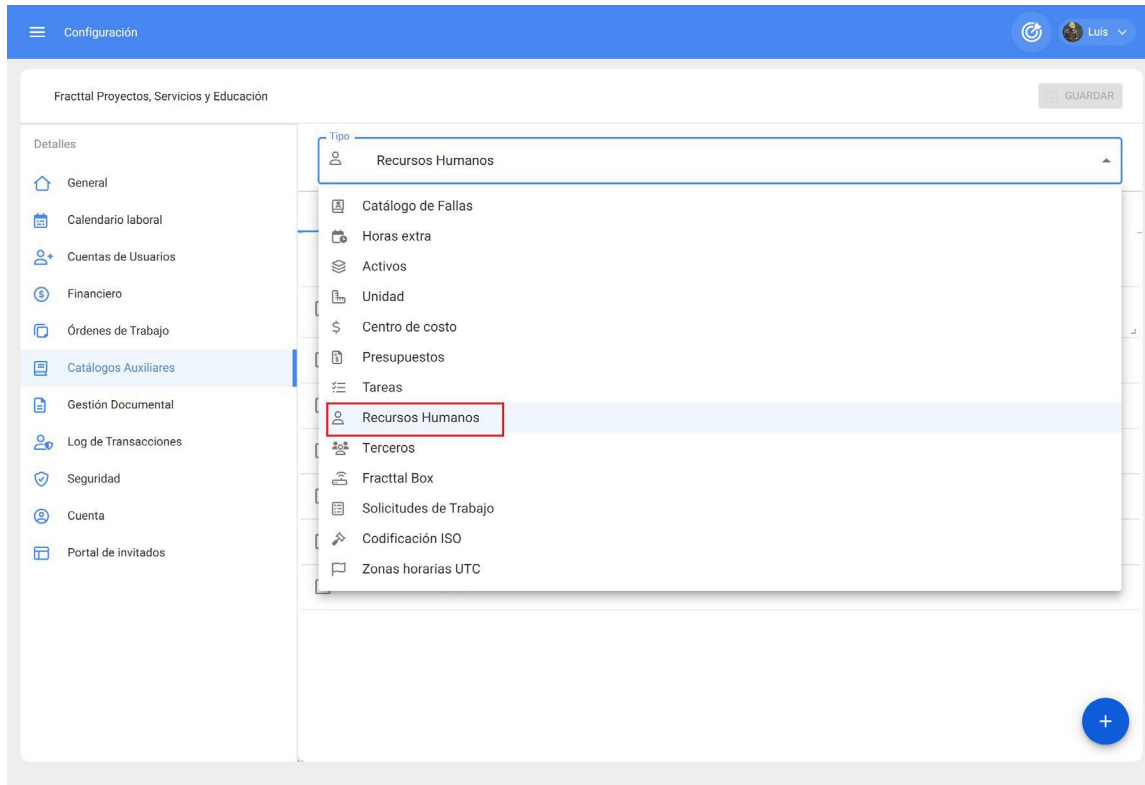 Configuración
Luis
Fracttal Proyectos, Servicios y Educación
GUARDAR
Detalles
General
Calendario laboral
Cuentas de Usuarios
Financiero
Órdenes de Trabajo
Catálogos Auxiliares
Gestión Documental
Log de Transacciones
Seguridad
Cuenta
Portal de invitados
Tipo
Recursos Humanos
Catálogo de Fallas
Horas extra
Activos
Unidad
Centro de costo
Presupuestos
Tareas
Recursos Humanos
Terceros
Fracttal Box
Solicitudes de Trabajo
Codificación ISO
Zonas horarias UTC